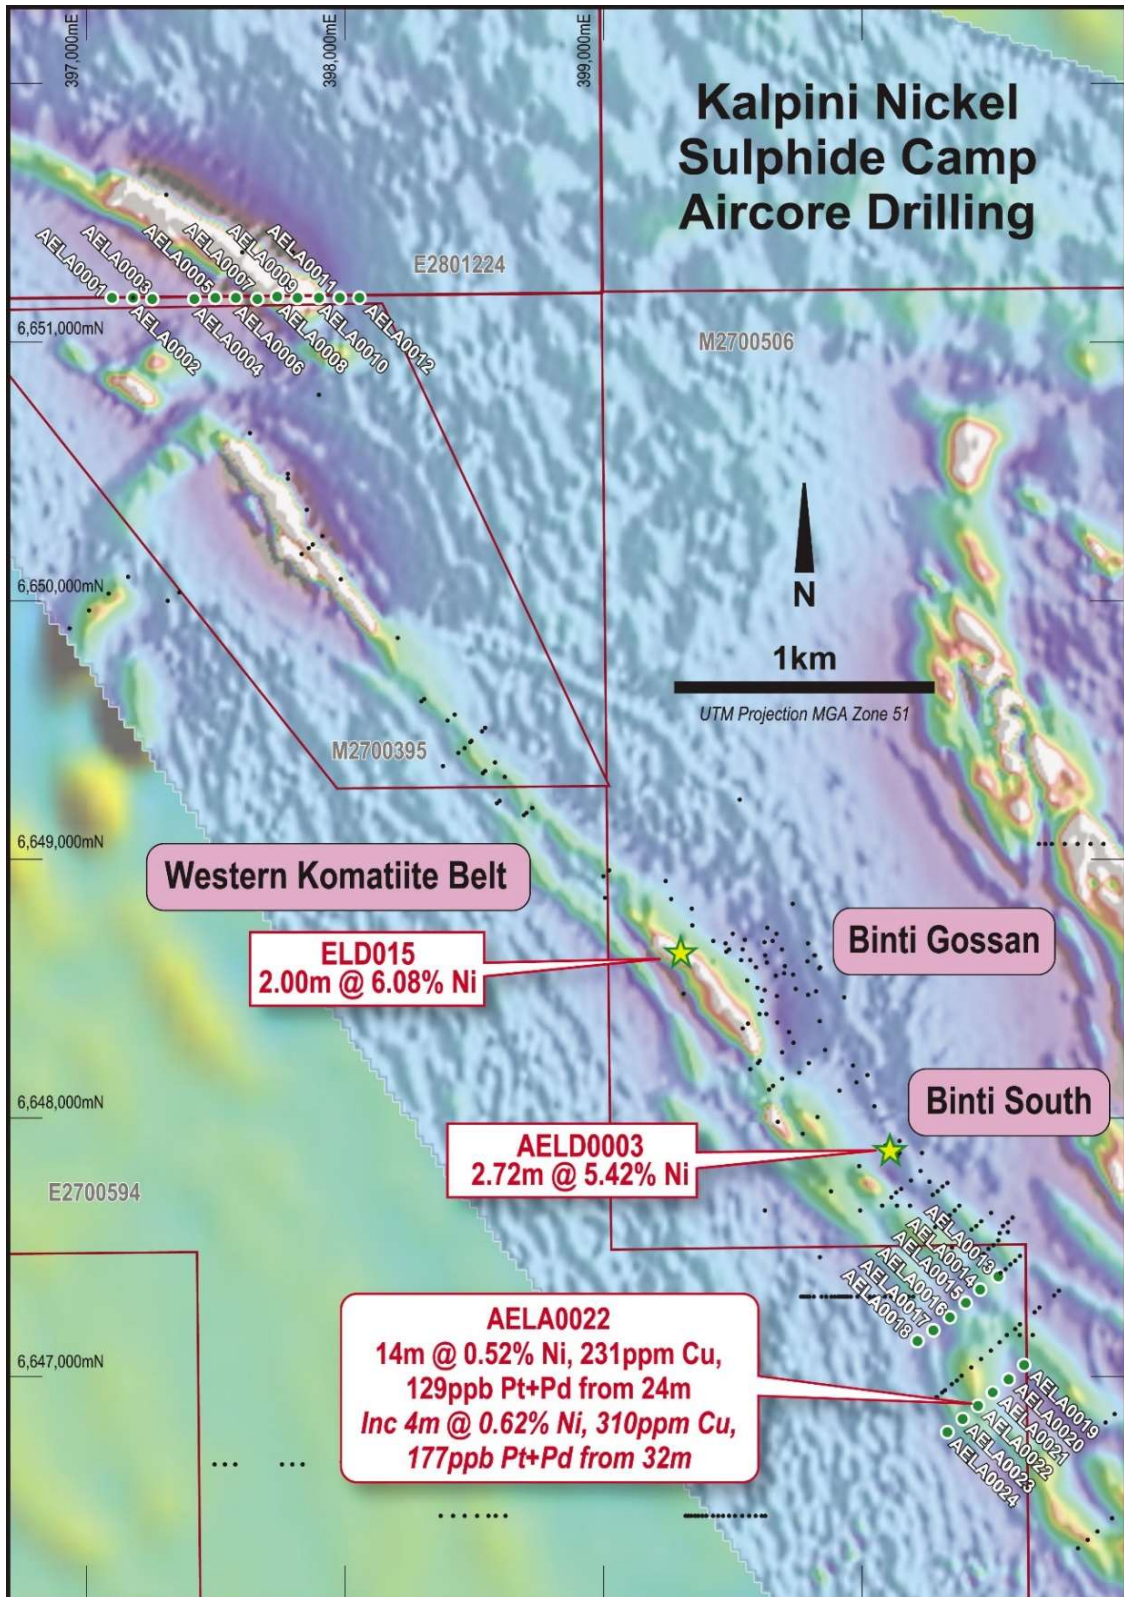 397,000mE
398,000mE
399,000mE
Kalpini Nickel
Sulphide Camp
Aircore Drilling
E2801224
AELA0001
AELA0003
AELA0005
AELA0007
AELA0009
AELA0011
AELA0002
AELA0004
AELA0006
AELA0008
AELA0010
AELA0012
6,651,000mN
M2700506
N
6,650,000mN
1km
UTM Projection MGA Zone 51
M2700395
6,649,000mN
Western Komatiite Belt
ELD015
2.00m @ 6.08% Ni
Binti Gossan
6,648,000mN
Binti South
AELD0003
2.72m @ 5.42% Ni
E2700594
AELA0013
AELA0014
AELA0015
AELA0016
AELA0017
AELA0018
AELA0022
14m @ 0.52% Ni, 231ppm Cu,
129ppb Pt+Pd from 24m
Inc 4m @ 0.62% Ni, 310ppm Cu,
177ppb Pt+Pd from 32m
6,647,000mN
AELA0019
AELA0020
AELA0021
AELA0022
AELA0023
AELA0024